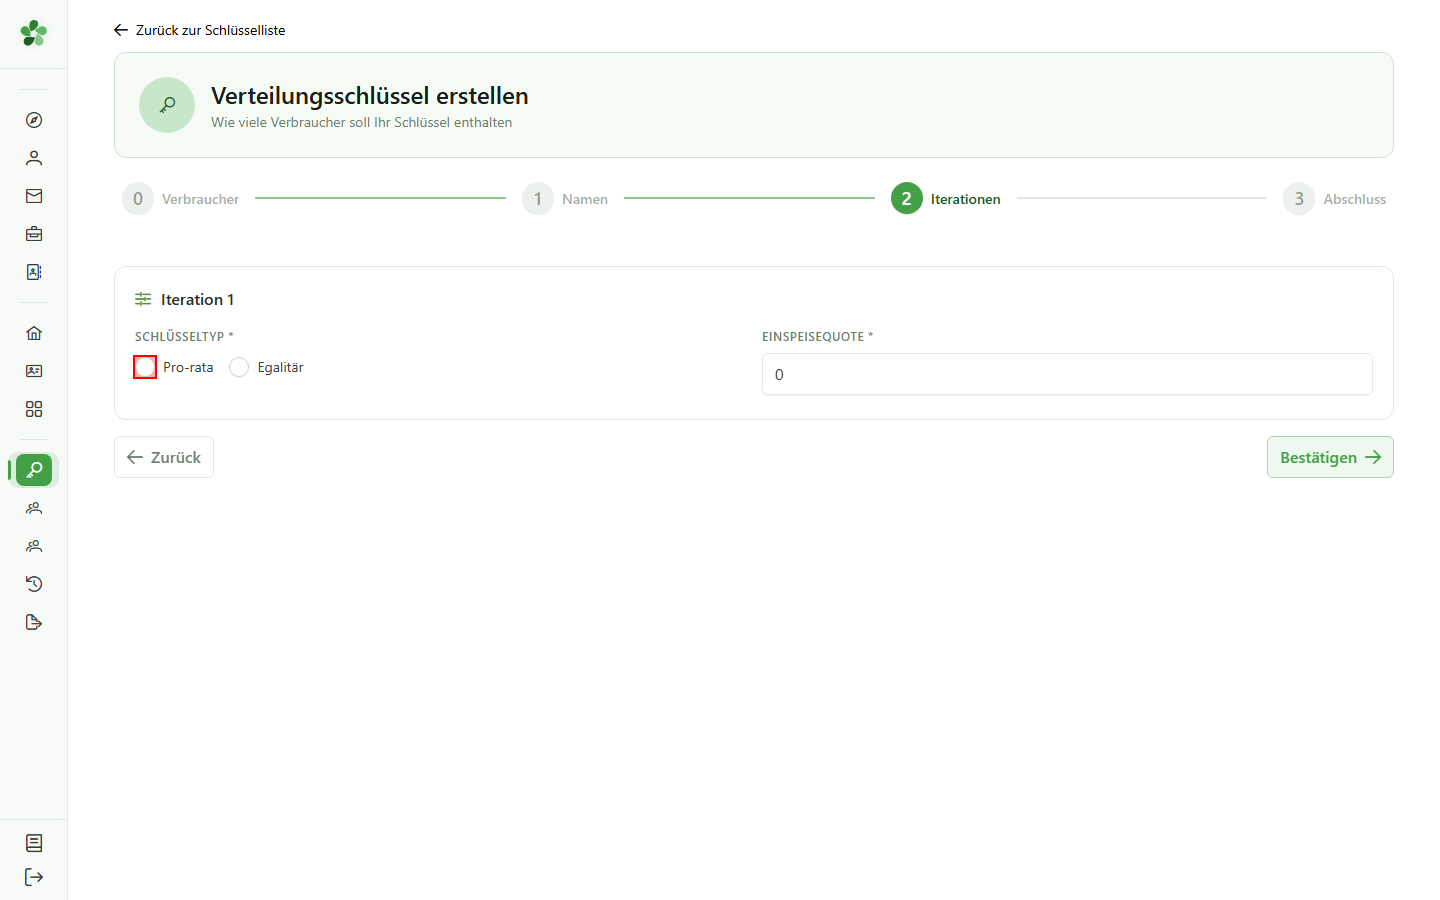 Zurück zur Schlüsselliste
Verteilungsschlüssel erstellen
Wie viele Verbraucher soll Ihr Schlüssel enthalten
0 Verbraucher
1 Namen
2 Iterationen
3 Abschluss
Iteration 1
SCHLÜSSELTYP *
EINSPEISEQUOTE *
Pro-rata
Egalitär
0
Zurück
Bestätigen